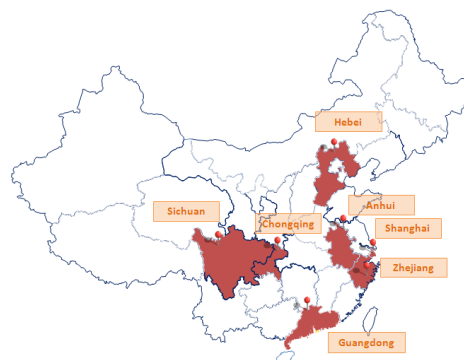 Hebei
Anhui
Sichuan
Chongqing
Shanghai
Zhejiang
Guangdong